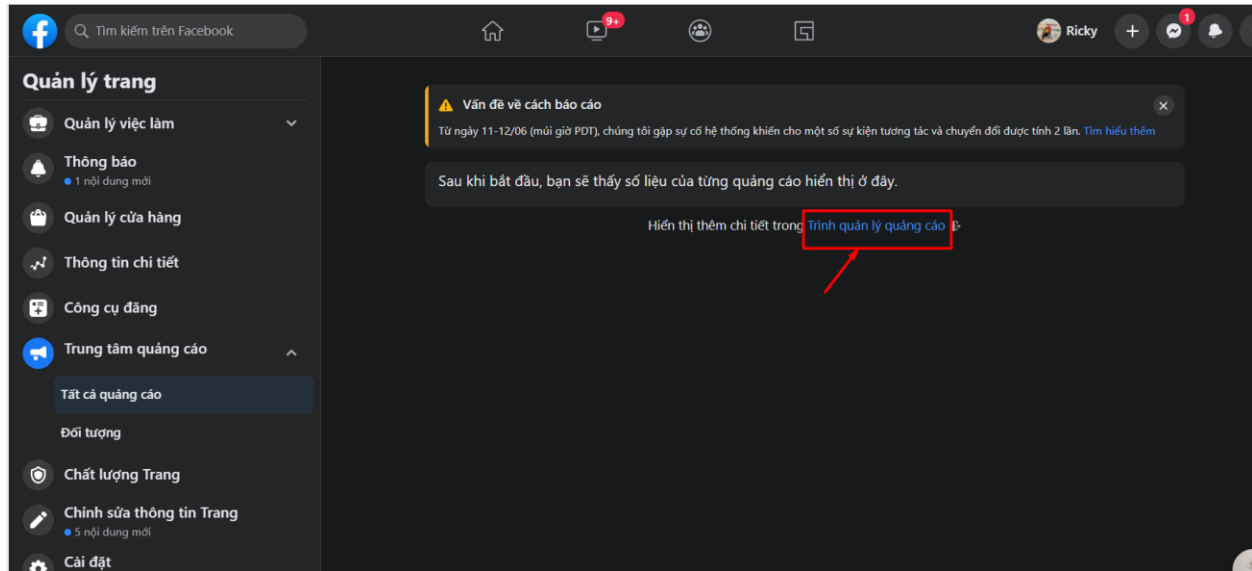 Tìm kiếm trên Facebook
9+
Ricky
1
Quản lý trang
Quản lý việc làm
Thông báo
1 nội dung mới
Quản lý cửa hàng
Thông tin chi tiết
Công cụ đăng
Trung tâm quảng cáo
Tất cả quảng cáo
Đối tượng
Chất lượng Trang
Chỉnh sửa thông tin Trang
5 nội dung mới
Cài đặt
Vấn đề về cách báo cáo
Từ ngày 11-12/06 (múi giờ PDT), chúng tôi gặp sự cố hệ thống khiến cho một số sự kiện tương tác và chuyển đổi được tính 2 lần. Tìm hiểu thêm
Sau khi bắt đầu, bạn sẽ thấy số liệu của từng quảng cáo hiển thị ở đây.
Hiển thị thêm chi tiết trong Trình quản lý quảng cáo